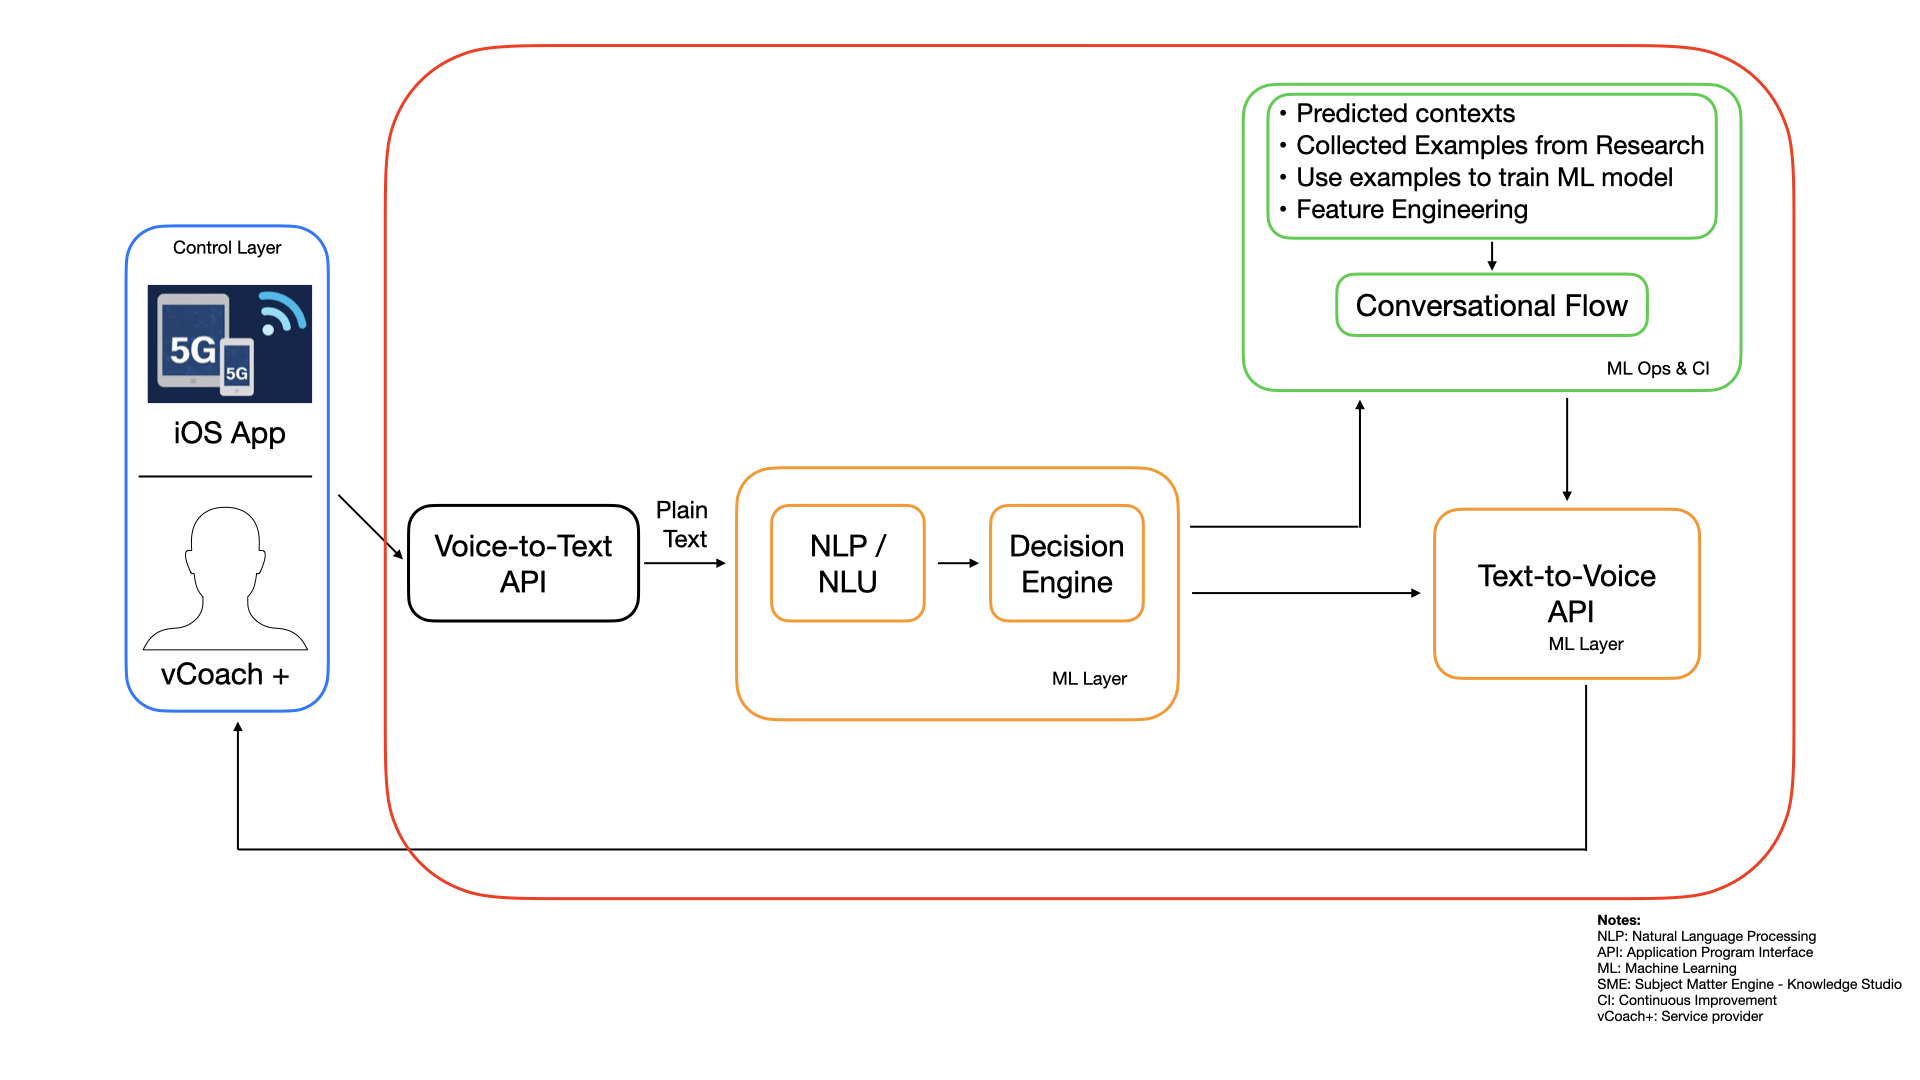 Control Layer
5G
5G
iOS App
vCoach +
Voice-to-Text
API
Plain
Text
NLP /
NLU
Decision
Engine
ML Layer
• Predicted contexts
• Collected Examples from Research
• Use examples to train ML model
• Feature Engineering
Conversational Flow
ML Ops & CI
Text-to-Voice
API
ML Layer
Notes:
NLP: Natural Language Processing
API: Application Program Interface
ML: Machine Learning
SME: Subject Matter Engine - Knowledge Studio
CI: Continuous Improvement
vCoach+: Service provider